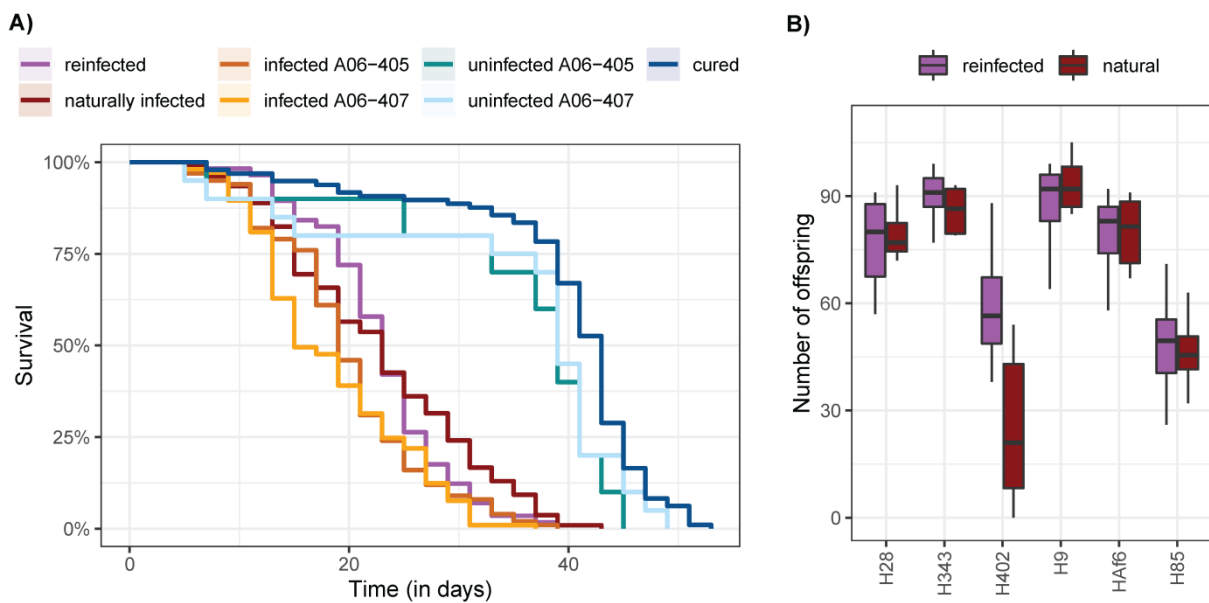 A)
reinfected infected A06−405 uninfected A06−405 cured
naturally infected infected A06−407 uninfected A06−407
100%
75%
50%
25%
0%
Survival
0 20 40
Time (in days)
B)
reinfected natural
90
60
30
0
Number of offspring
H28 H343 H402 H9 HAf6 H85